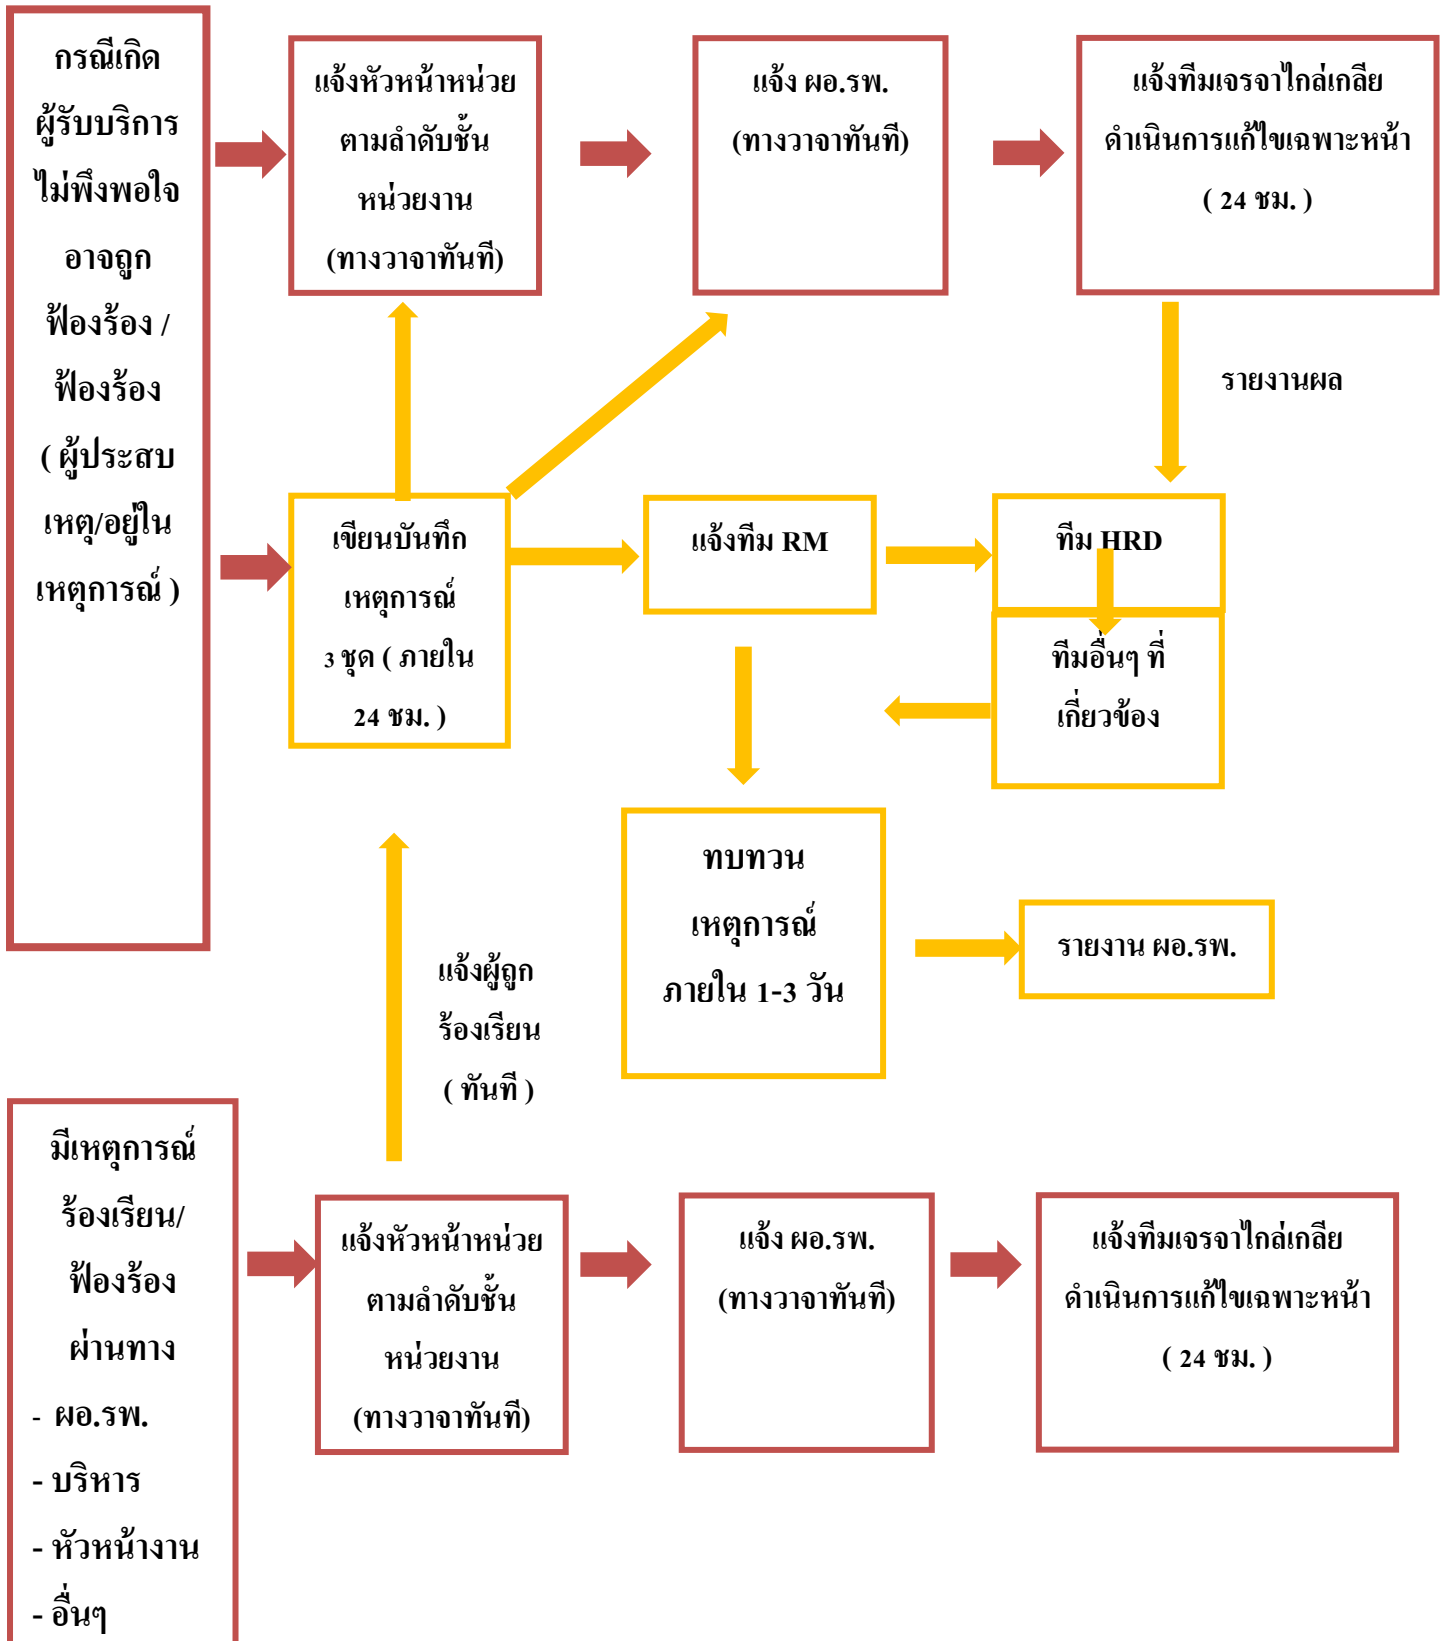 กรณีเกิด
ผู้รับบริการ
ไม่พึงพอใจ
อาจถูก
ฟ้องร้อง /
ฟ้องร้อง
( ผู้ประสบ
เหตุ/อยู่ใน
เหตุการณ์ )
แจ้งหัวหน้าหน่วย
ตามลำดับชั้น
หน่วยงาน
(ทางวาจาทันที)
แจ้ง ผอ.รพ.
(ทางวาจาทันที)
แจ้งทีมเจรจาไกล่เกลี่ย
ดำเนินการแก้ไขเฉพาะหน้า
( 24 ชม. )
รายงานผล
เขียนบันทึก
เหตุการณ์
3 ชุด ( ภายใน
24 ชม. )
แจ้งทีม RM
ทีม HRD
ทีมอื่นๆ ที่
เกี่ยวข้อง
ทบทวน
เหตุการณ์
ภายใน 1-3 วัน
รายงาน ผอ.รพ.
แจ้งผู้ถูก
ร้องเรียน
( ทันที )
มีเหตุการณ์
ร้องเรียน/
ฟ้องร้อง
ผ่านทาง
- ผอ.รพ.
- บริหาร
- หัวหน้างาน
- อื่นๆ
แจ้งหัวหน้าหน่วย
ตามลำดับชั้น
หน่วยงาน
(ทางวาจาทันที)
แจ้ง ผอ.รพ.
(ทางวาจาทันที)
แจ้งทีมเจรจาไกล่เกลี่ย
ดำเนินการแก้ไขเฉพาะหน้า
( 24 ชม. )